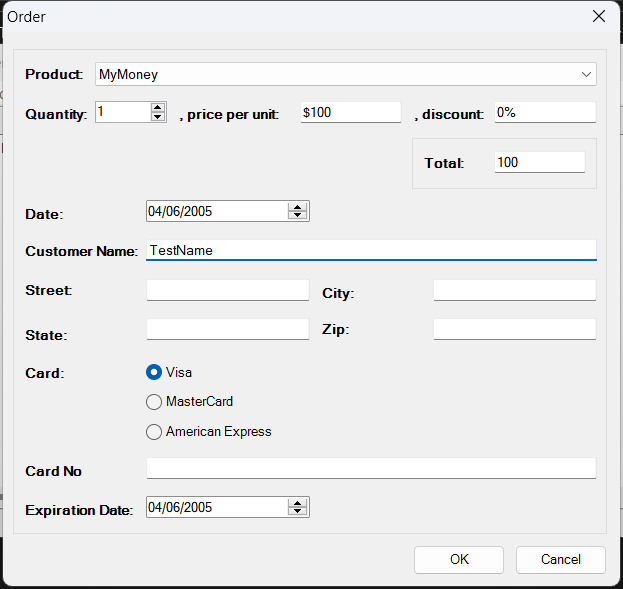 Order
Product: MyMoney
Quantity: 1 , price per unit: $100 , discount: 0%
Total: 100
Date: 04/06/2005
Customer Name: TestName
Street: City:
State: Zip:
Card: Visa
MasterCard
American Express
Card No
Expiration Date: 04/06/2005
OK Cancel